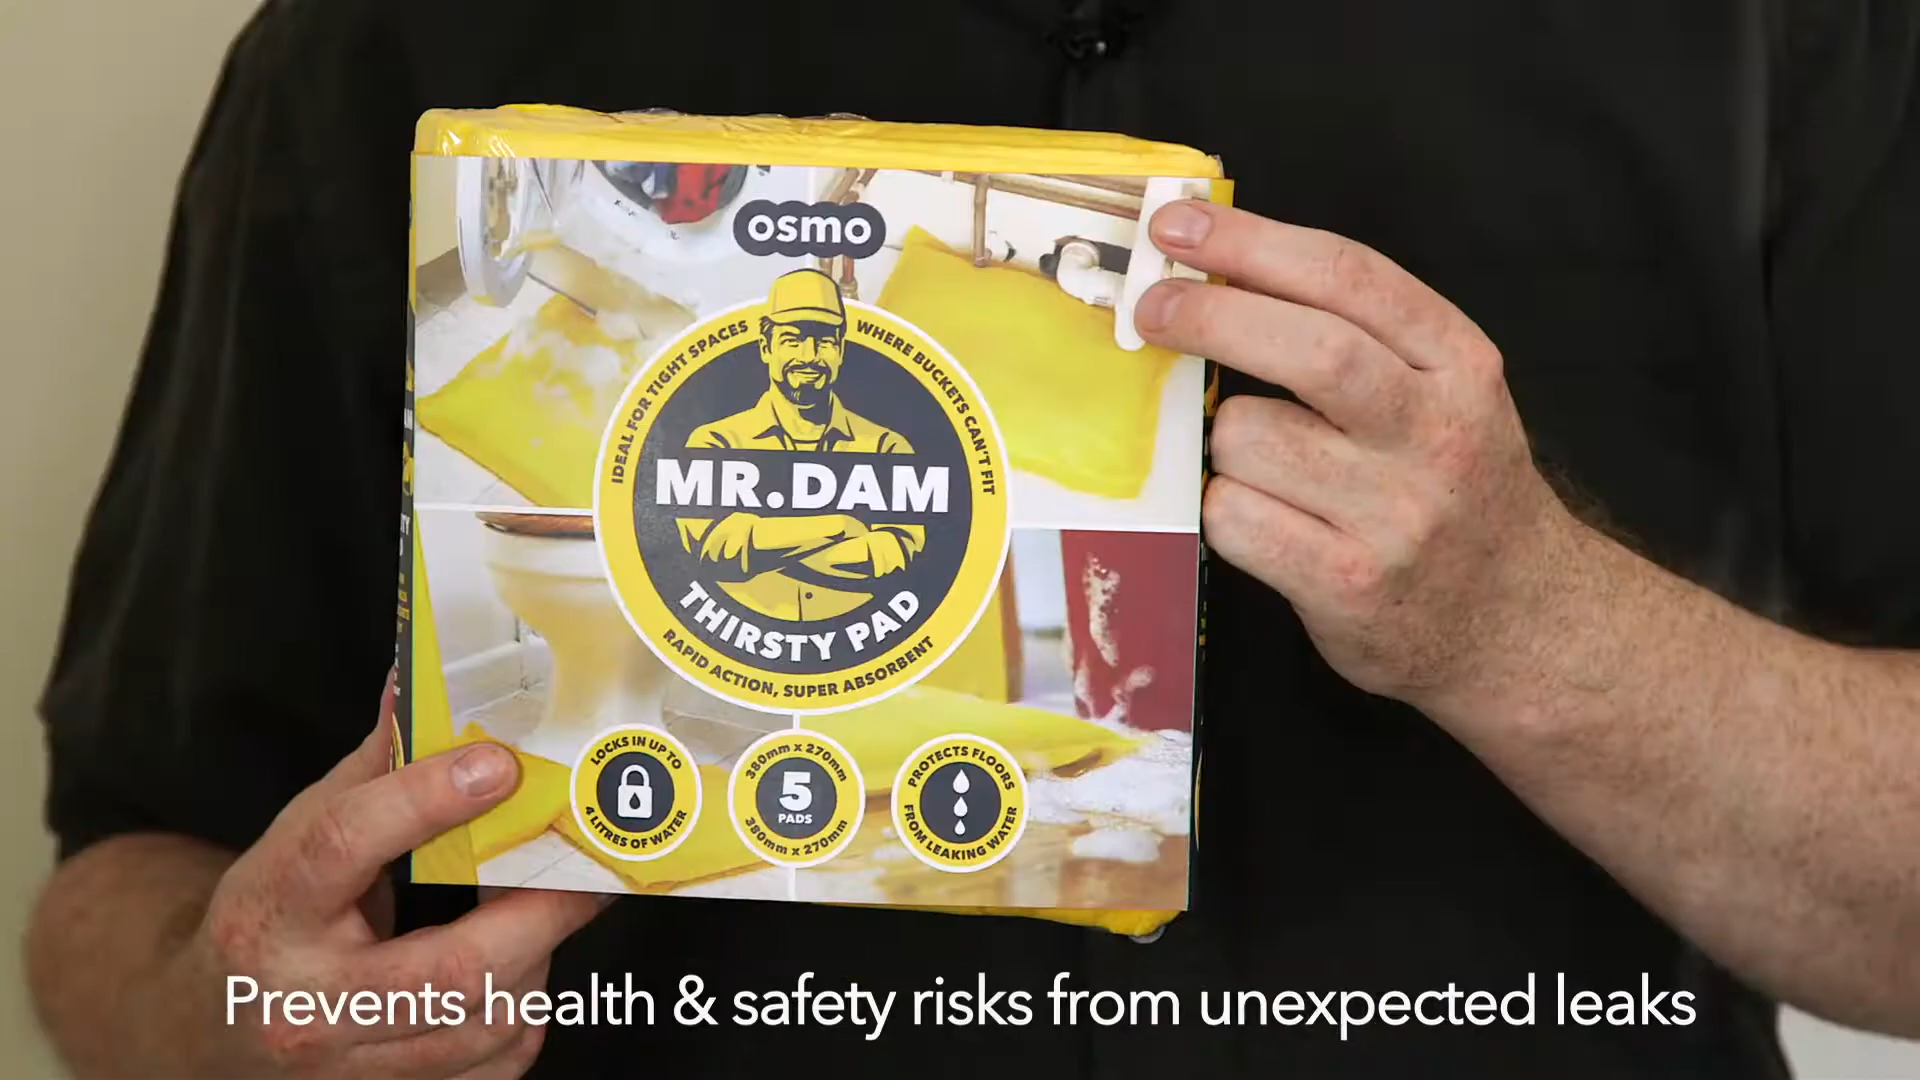 osmo
IDEAL FOR TIGHT SPACES
WHERE BUCKETS CAN'T FIT
MR.DAM
THIRSTY PAD
RAPID ACTION, SUPER ABSORBENT
LOCKS IN UP TO
4 LITRES OF WATER
380mm x 270mm
5
PADS
380mm x 270mm
PROTECTS FLOORS
FROM LEAKING WATER
Prevents health & safety risks from unexpected leaks